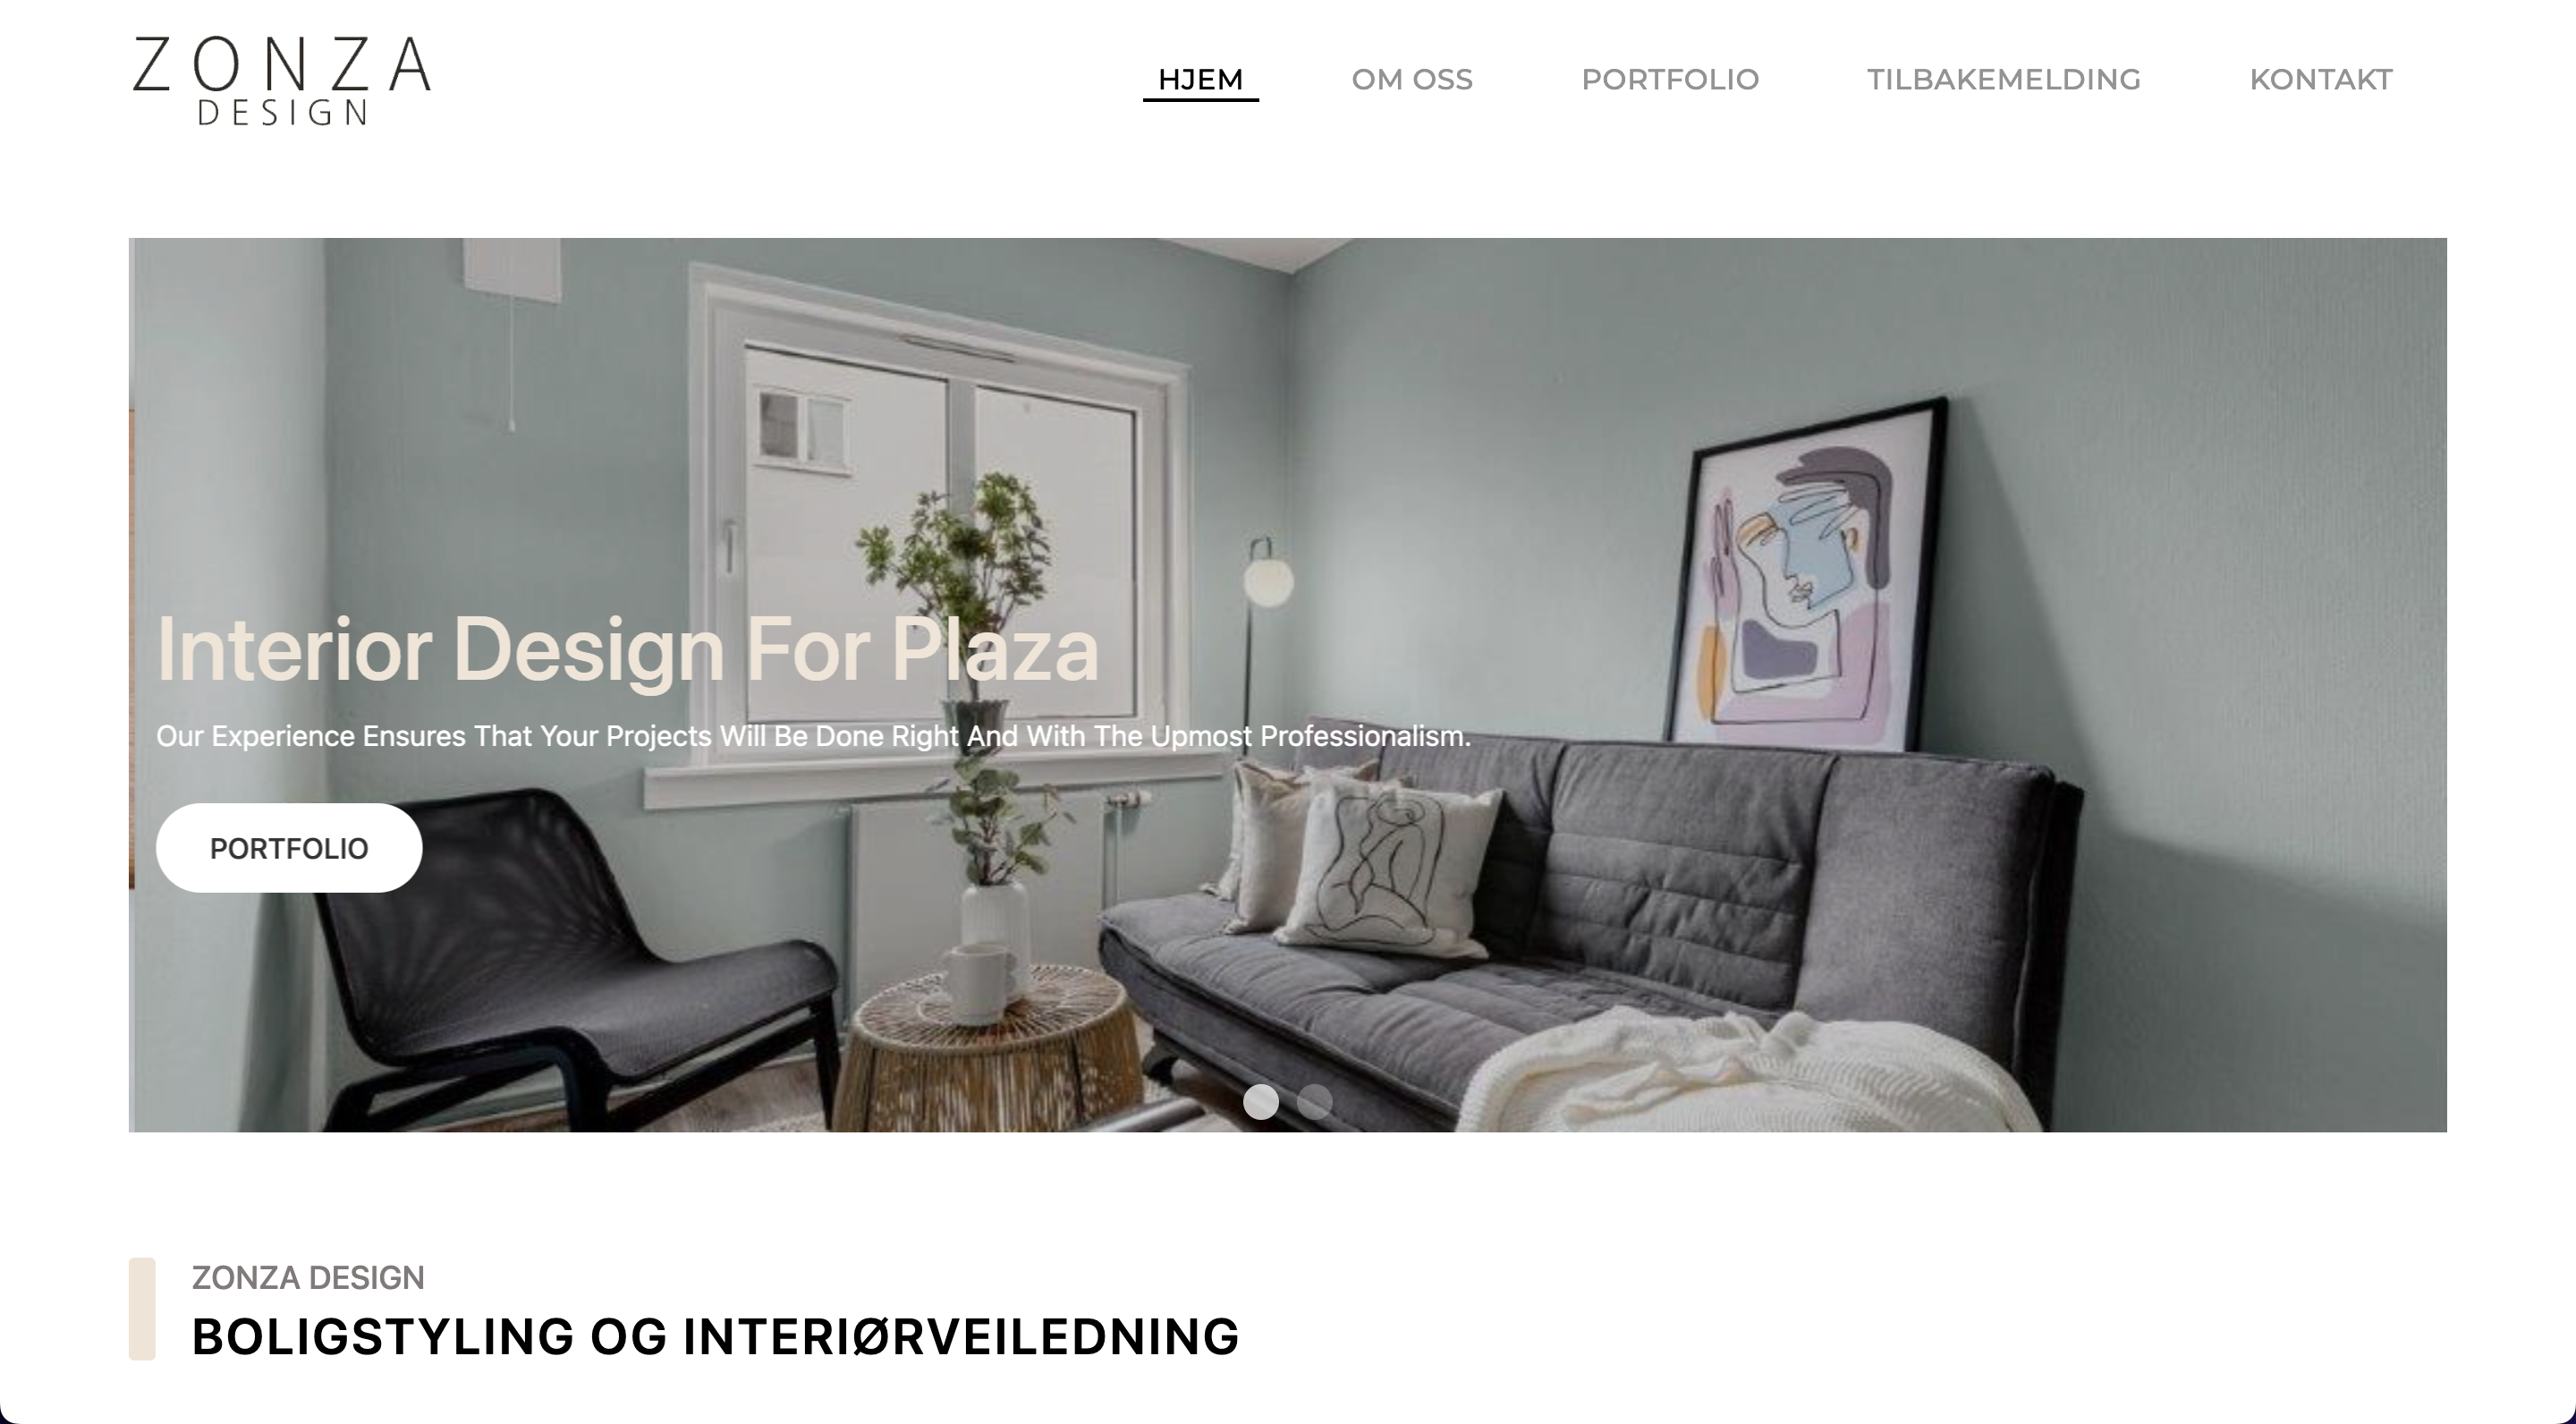 ZONZA
DESIGN
HJEM OM OSS PORTFOLIO TILBAKEMELDING KONTAKT
Interior Design For Plaza
Our Experience Ensures That Your Projects Will Be Done Right And With The Upmost Professionalism.
PORTFOLIO
ZONZA DESIGN
BOLIGSTYLING OG INTERIØRVEILEDNING